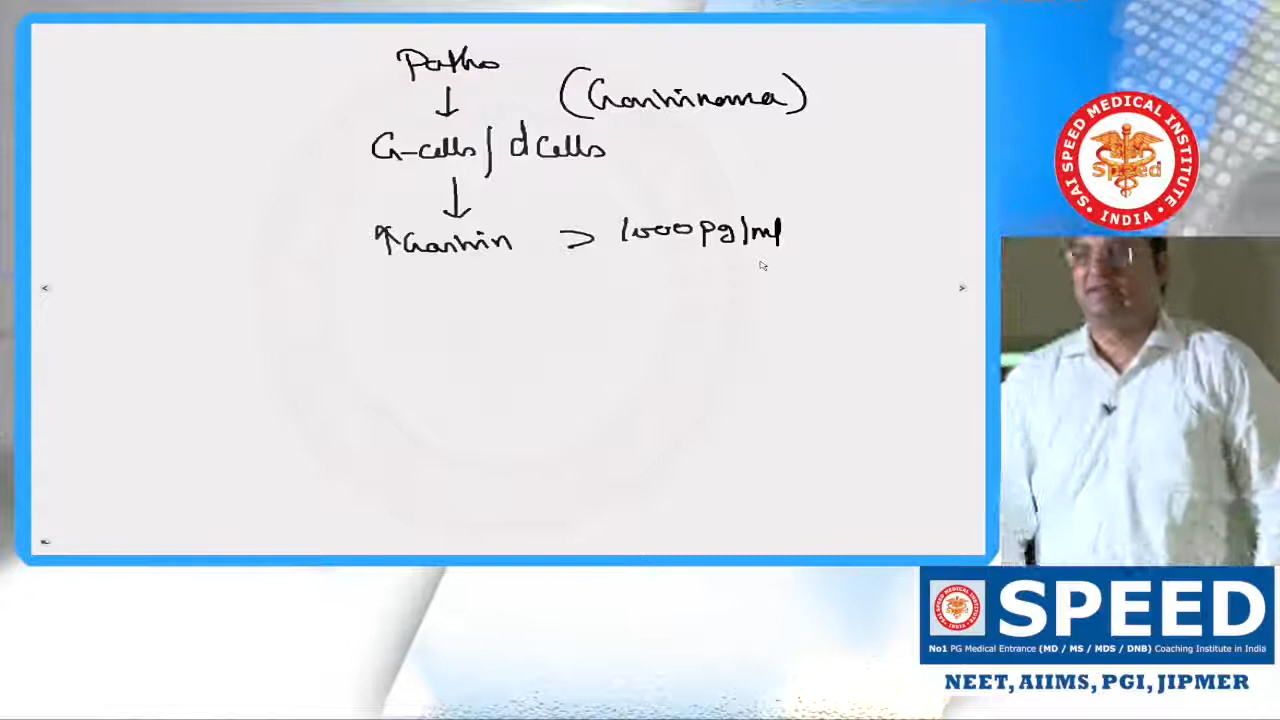 Patho
(Gastrinoma)
↓
G-cells / d cells
↓
↑Gastrin > 1000 pg/ml
SAI SPEED MEDICAL INSTITUTE
Speed
INDIA
SPEED
No1 PG Medical Entrance (MD / MS / MDS / DNB) Coaching Institute in India
NEET, AIIMS, PGI, JIPMER